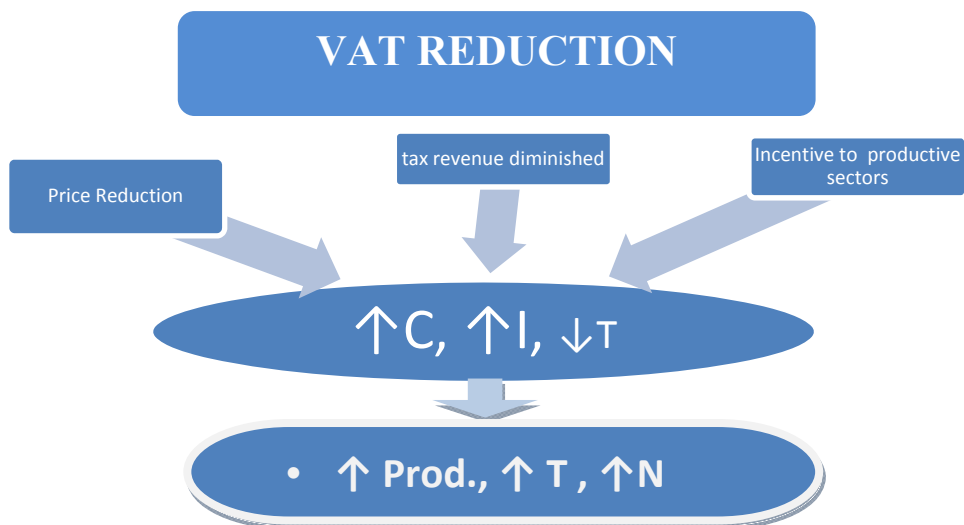 VAT REDUCTION
Price Reduction
tax revenue diminished
Incentive to productive
sectors
↑C, ↑I, ↓T
• ↑ Prod., ↑ T , ↑N